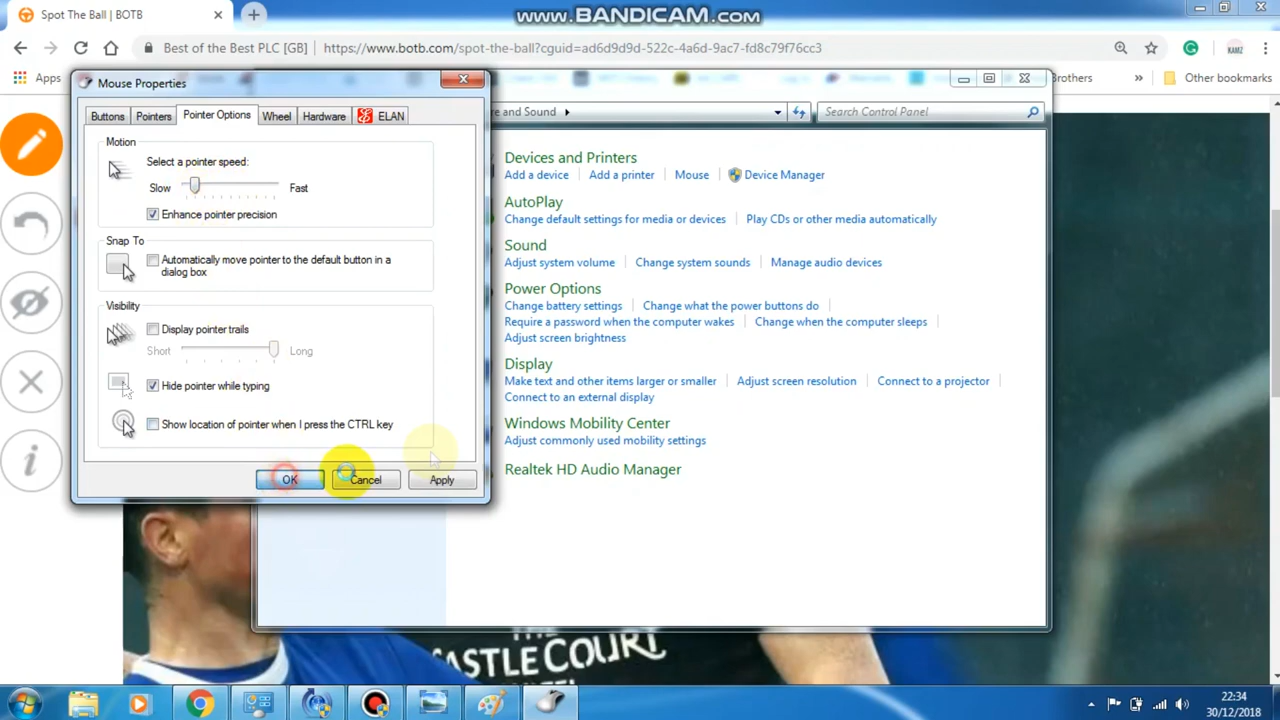 www.BANDICAM.com
Spot The Ball | BOTB
Best of the Best PLC [GB] https://www.botb.com/spot-the-ball?cguid=ad6d9d9d-522c-4a6d-9ac7-fd8c79f76cc3
KAMZ
Apps
Brothers
»
Other bookmarks
Mouse Properties
Buttons
Pointers
Pointer Options
Wheel
Hardware
ELAN
Motion
Select a pointer speed:
Slow
Fast
Enhance pointer precision
Snap To
Automatically move pointer to the default button in a
dialog box
Visibility
Display pointer trails
Short
Long
Hide pointer while typing
Show location of pointer when I press the CTRL key
OK
Cancel
Apply
re and Sound
Search Control Panel
Devices and Printers
Add a device
Add a printer
Mouse
Device Manager
AutoPlay
Change default settings for media or devices
Play CDs or other media automatically
Sound
Adjust system volume
Change system sounds
Manage audio devices
Power Options
Change battery settings
Change what the power buttons do
Require a password when the computer wakes
Change when the computer sleeps
Adjust screen brightness
Display
Make text and other items larger or smaller
Adjust screen resolution
Connect to a projector
Connect to an external display
Windows Mobility Center
Adjust commonly used mobility settings
Realtek HD Audio Manager
THE
CASTLE COURT
22:34
30/12/2018